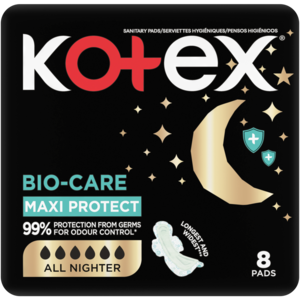 SANITARY PADS/SERVIETTES HYGIÉNIQUES/PENSOS HIGIÉNICOS
KOTEX®
BIO-CARE
MAXI PROTECT
99% PROTECTION FROM GERMS
FOR ODOUR CONTROL*
ALL NIGHTER
LONGEST AND
WIDEST***
8
PADS